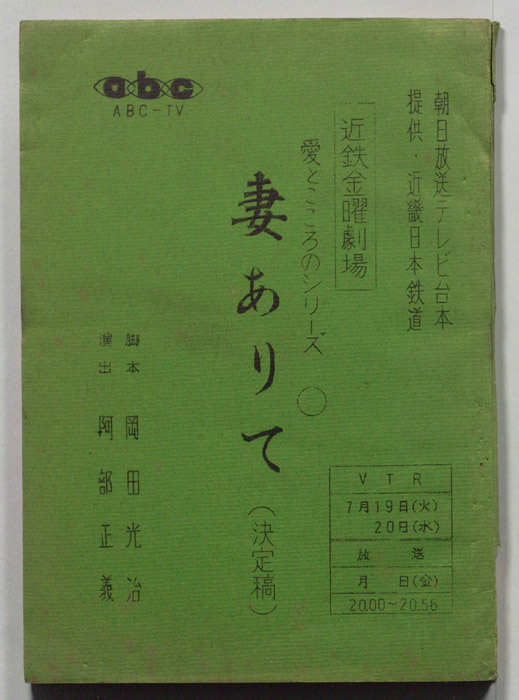 abc
ABC-TV
朝日放送テレビ台本
提供・近畿日本鉄道
近鉄金曜劇場
愛とこころのシリーズ ○
妻ありて(決定稿)
脚本 岡田光治
演出 阿部正義
VTR
7月19日(火)
20日(水)
放送
月 日(金)
20.00~20.56